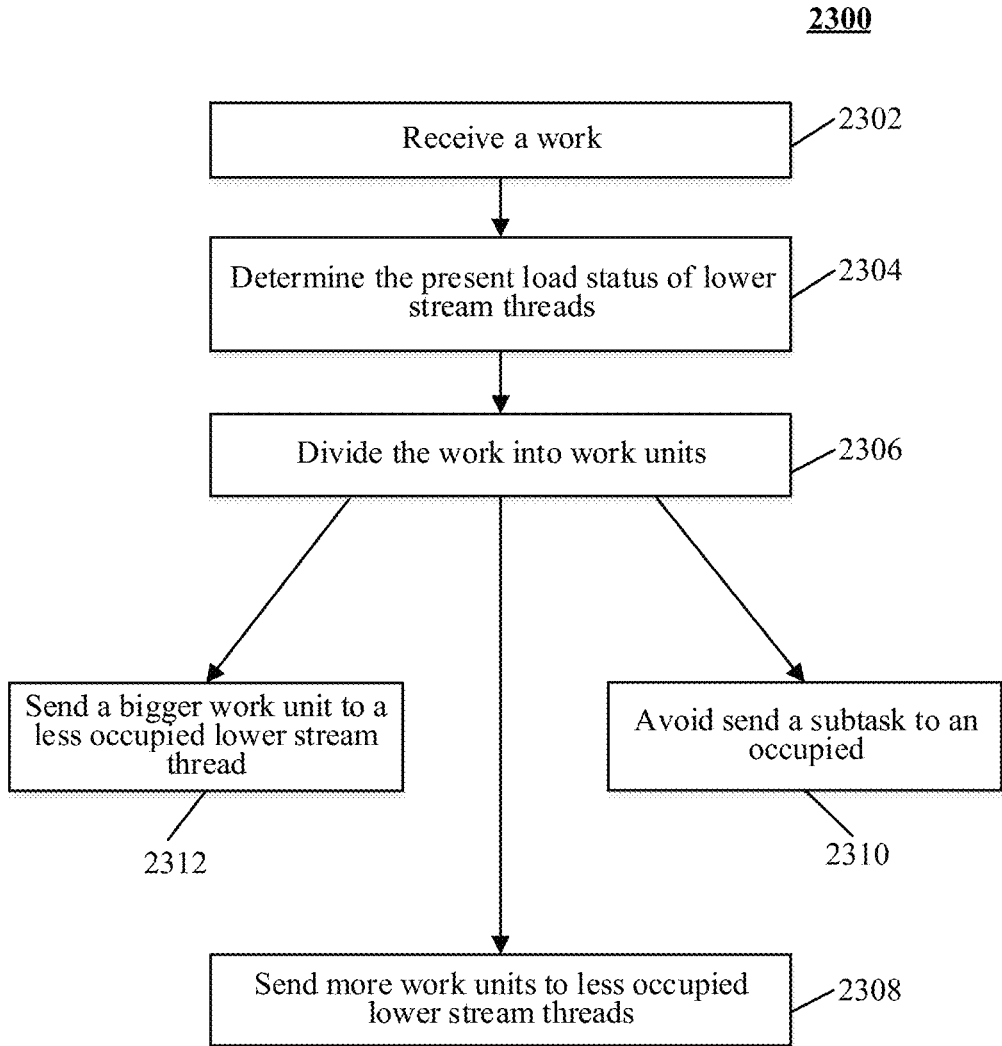 2300
Receive a work
2302
Determine the present load status of lower
stream threads
2304
Divide the work into work units
2306
Send a bigger work unit to a
less occupied lower stream
thread
2312
Avoid send a subtask to an
occupied
2310
Send more work units to less occupied
lower stream threads
2308